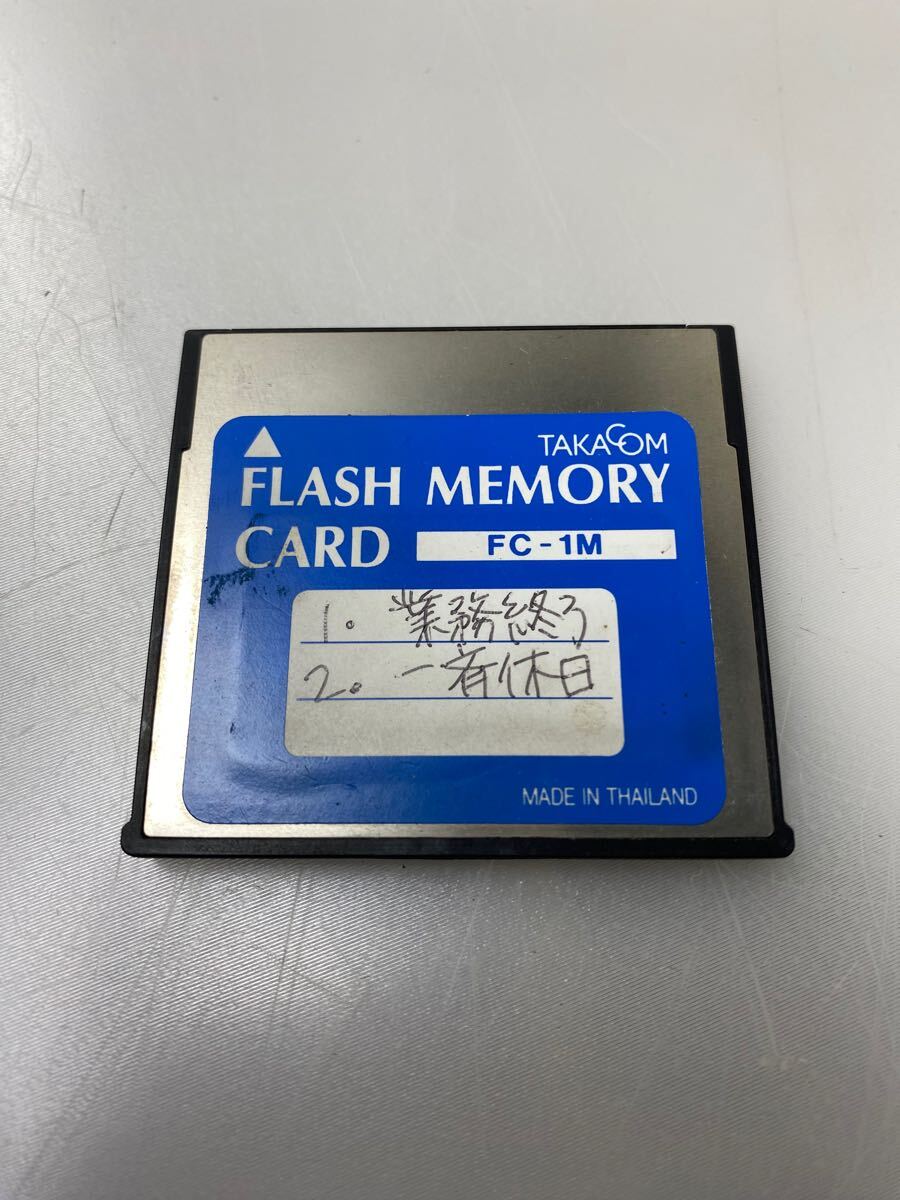 TAKACOM
FLASH MEMORY
CARD FC-1M
1. 業務終了
2. 一斉休日
MADE IN THAILAND